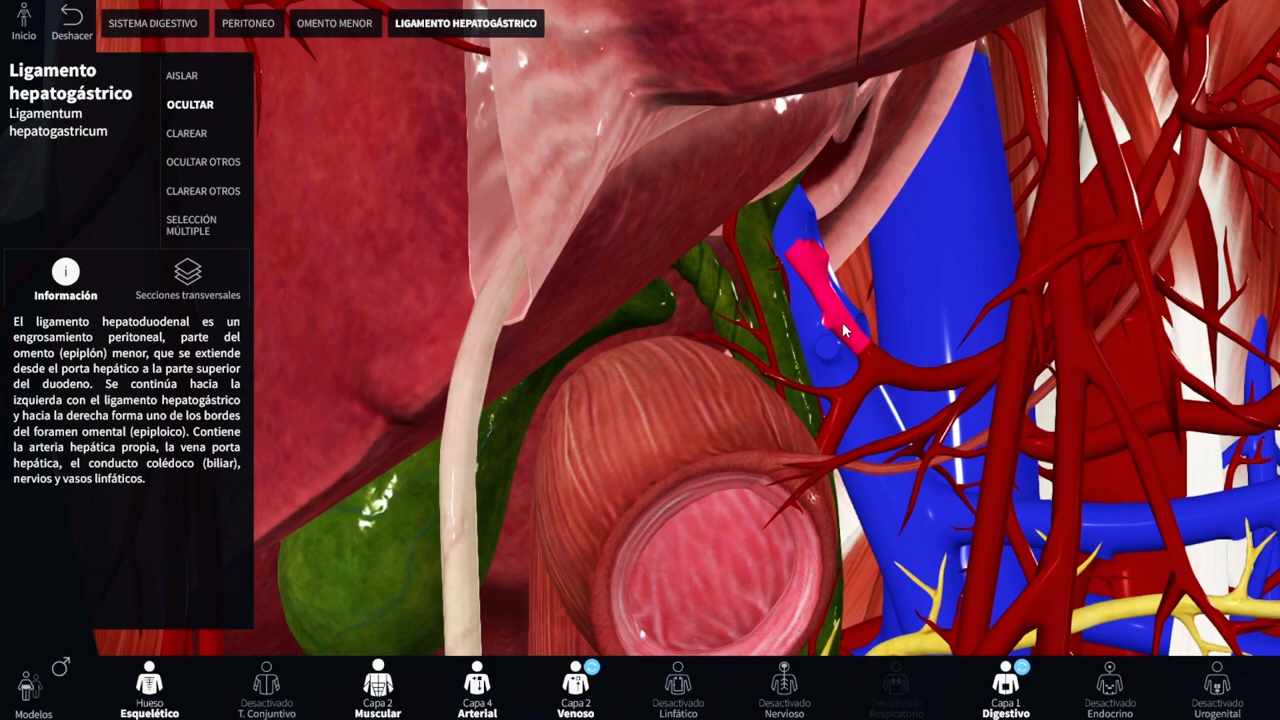 Inicio
Deshacer
SISTEMA DIGESTIVO
PERITONEO
OMENTO MENOR
LIGAMENTO HEPATOGÁSTRICO
Ligamento
hepatogástrico
Ligamentum
hepatogastricum
AISLAR
OCULTAR
CLAREAR
OCULTAR OTROS
CLAREAR OTROS
SELECCIÓN
MÚLTIPLE
i
Información
Secciones transversales
El ligamento hepatoduodenal es un
engrosamiento peritoneal, parte del
omento (epiplón) menor, que se extiende
desde el porta hepático a la parte superior
del duodeno. Se continúa hacia la
izquierda con el ligamento hepatogástrico
y hacia la derecha forma uno de los bordes
del foramen omental (epiploico). Contiene
la arteria hepática propia, la vena porta
hepática, el conducto colédoco (biliar),
nervios y vasos linfáticos.
Modelos
Hueso
Esquelético
Desactivado
T. Conjuntivo
Capa 2
Muscular
Capa 4
Arterial
Capa 2
Venoso
Desactivado
Linfático
Desactivado
Nervioso
Desactivado
Respiratorio
Capa 1
Digestivo
Desactivado
Endocrino
Desactivado
Urogenital